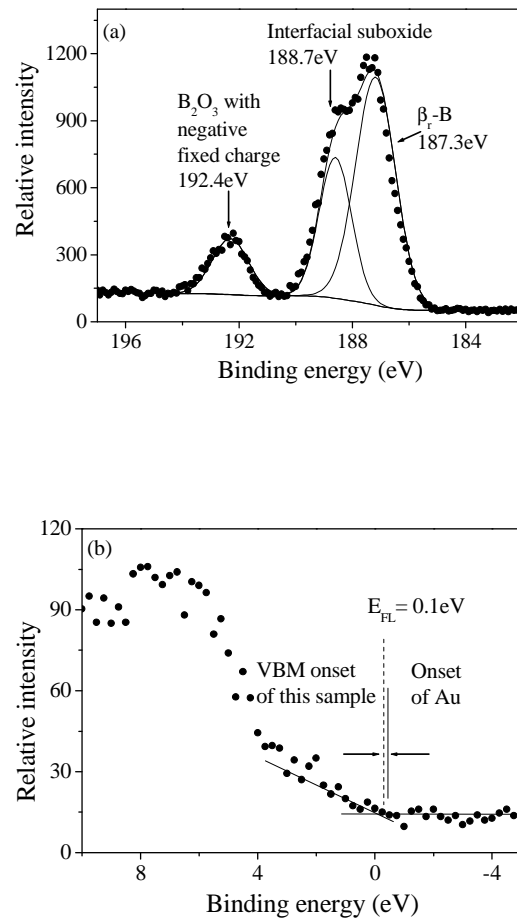 (a)
Interfacial suboxide
188.7eV
B₂O₃ with
negative
fixed charge
192.4eV
βᵣ-B
187.3eV
1200
900
600
300
0
Relative intensity
196
192
188
184
Binding energy (eV)
(b)
E_FL = 0.1eV
VBM onset
of this sample
Onset
of Au
120
90
60
30
0
Relative intensity
8
4
0
-4
Binding energy (eV)